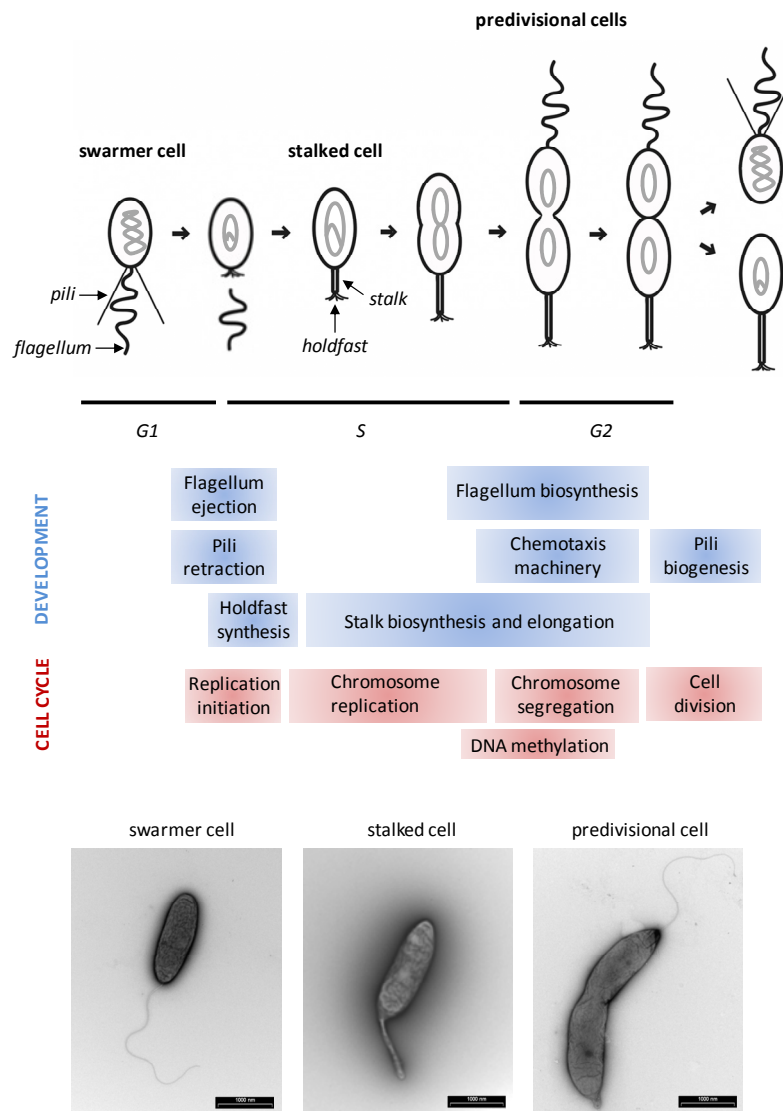 predivisional cells
swarmer cell
stalked cell
pili
flagellum
stalk
holdfast
G1
S
G2
DEVELOPMENT
Flagellum
ejection
Flagellum biosynthesis
Pili
retraction
Chemotaxis
machinery
Pili
biogenesis
Holdfast
synthesis
Stalk biosynthesis and elongation
CELL CYCLE
Replication
initiation
Chromosome
replication
Chromosome
segregation
Cell
division
DNA methylation
swarmer cell
stalked cell
predivisional cell
1000 nm
1000 nm
1000 nm